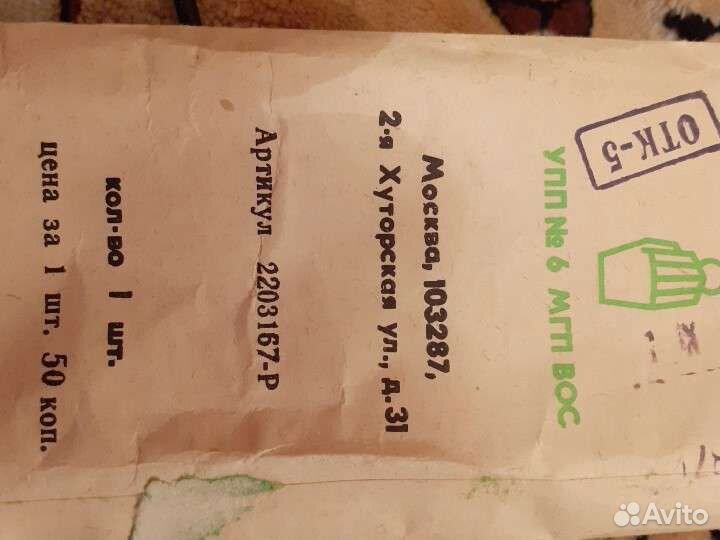 ОТК-5
УПП № 6 МГП ВОС
Москва, 103287,
2-я Хуторская ул., д. 31
Артикул 2203167-Р
кол-во 1 шт.
цена за 1 шт. 50 коп.
Avito